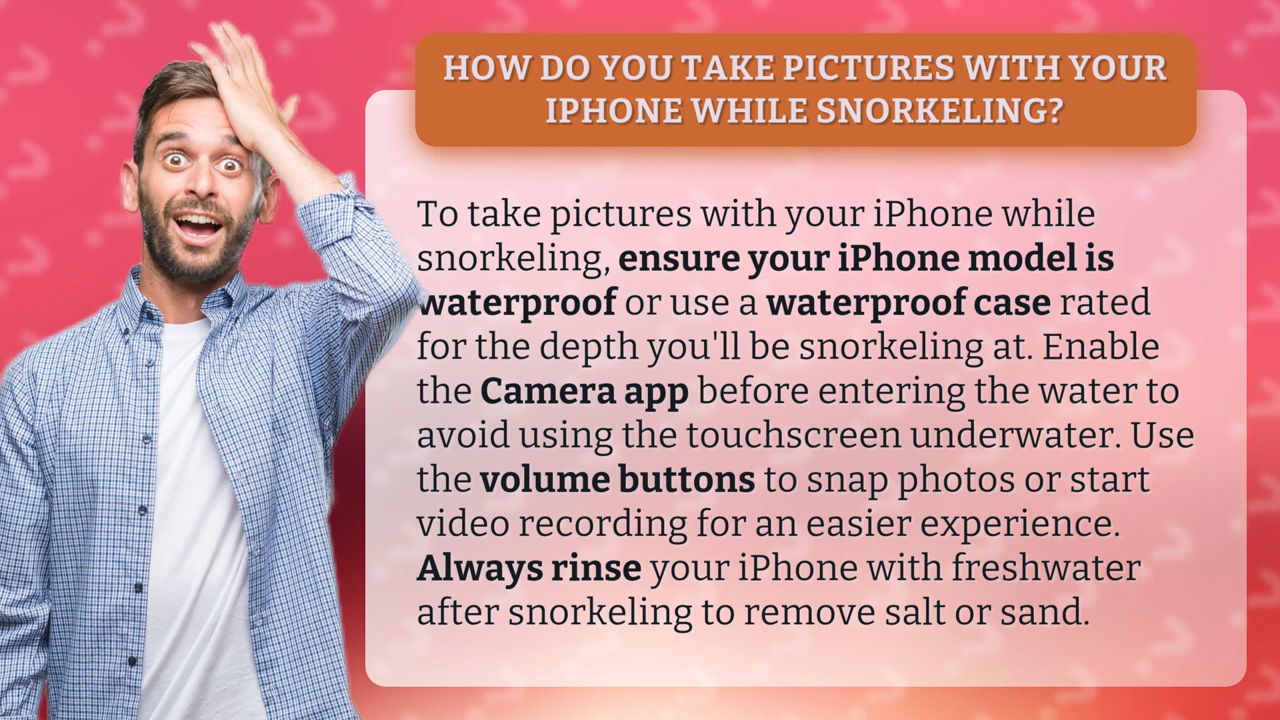 HOW DO YOU TAKE PICTURES WITH YOUR
IPHONE WHILE SNORKELING?
To take pictures with your iPhone while
snorkeling, ensure your iPhone model is
waterproof or use a waterproof case rated
for the depth you'll be snorkeling at. Enable
the Camera app before entering the water to
avoid using the touchscreen underwater. Use
the volume buttons to snap photos or start
video recording for an easier experience.
Always rinse your iPhone with freshwater
after snorkeling to remove salt or sand.